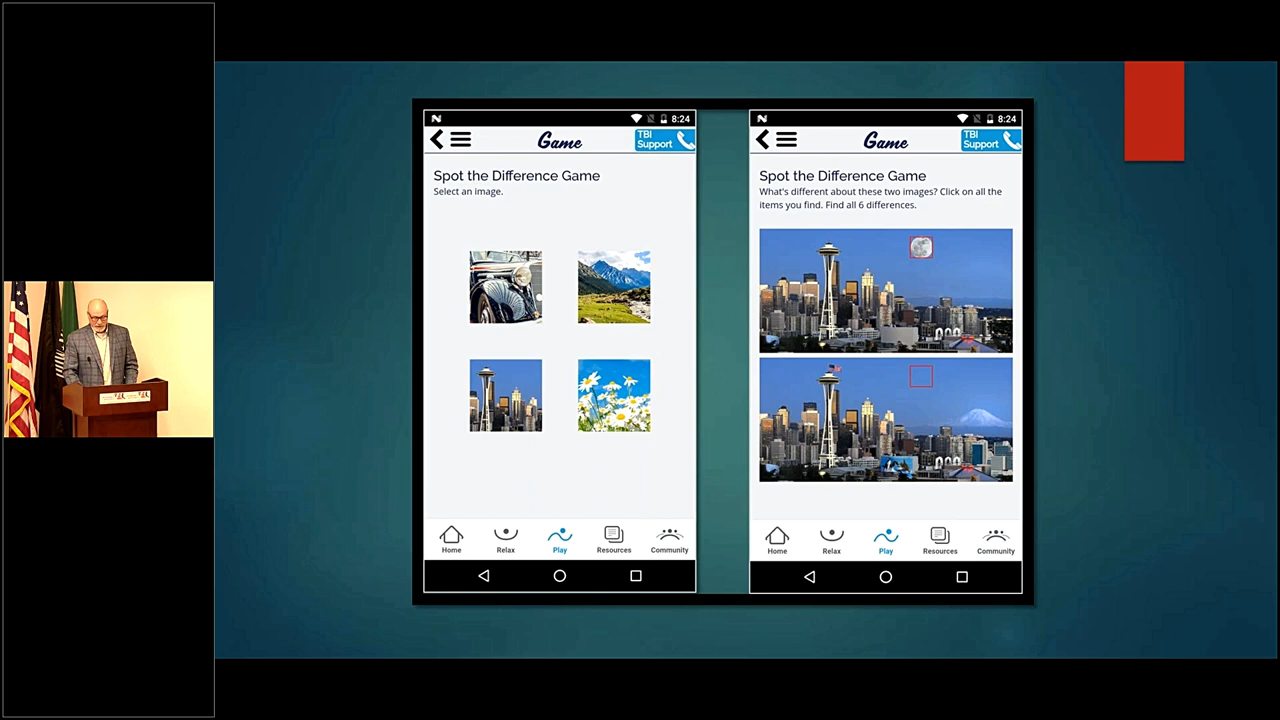 8:24
Game
TBI
Support
Spot the Difference Game
Select an image.
Home
Relax
Play
Resources
Community
8:24
Game
TBI
Support
Spot the Difference Game
What's different about these two images? Click on all the
items you find. Find all 6 differences.
Home
Relax
Play
Resources
Community